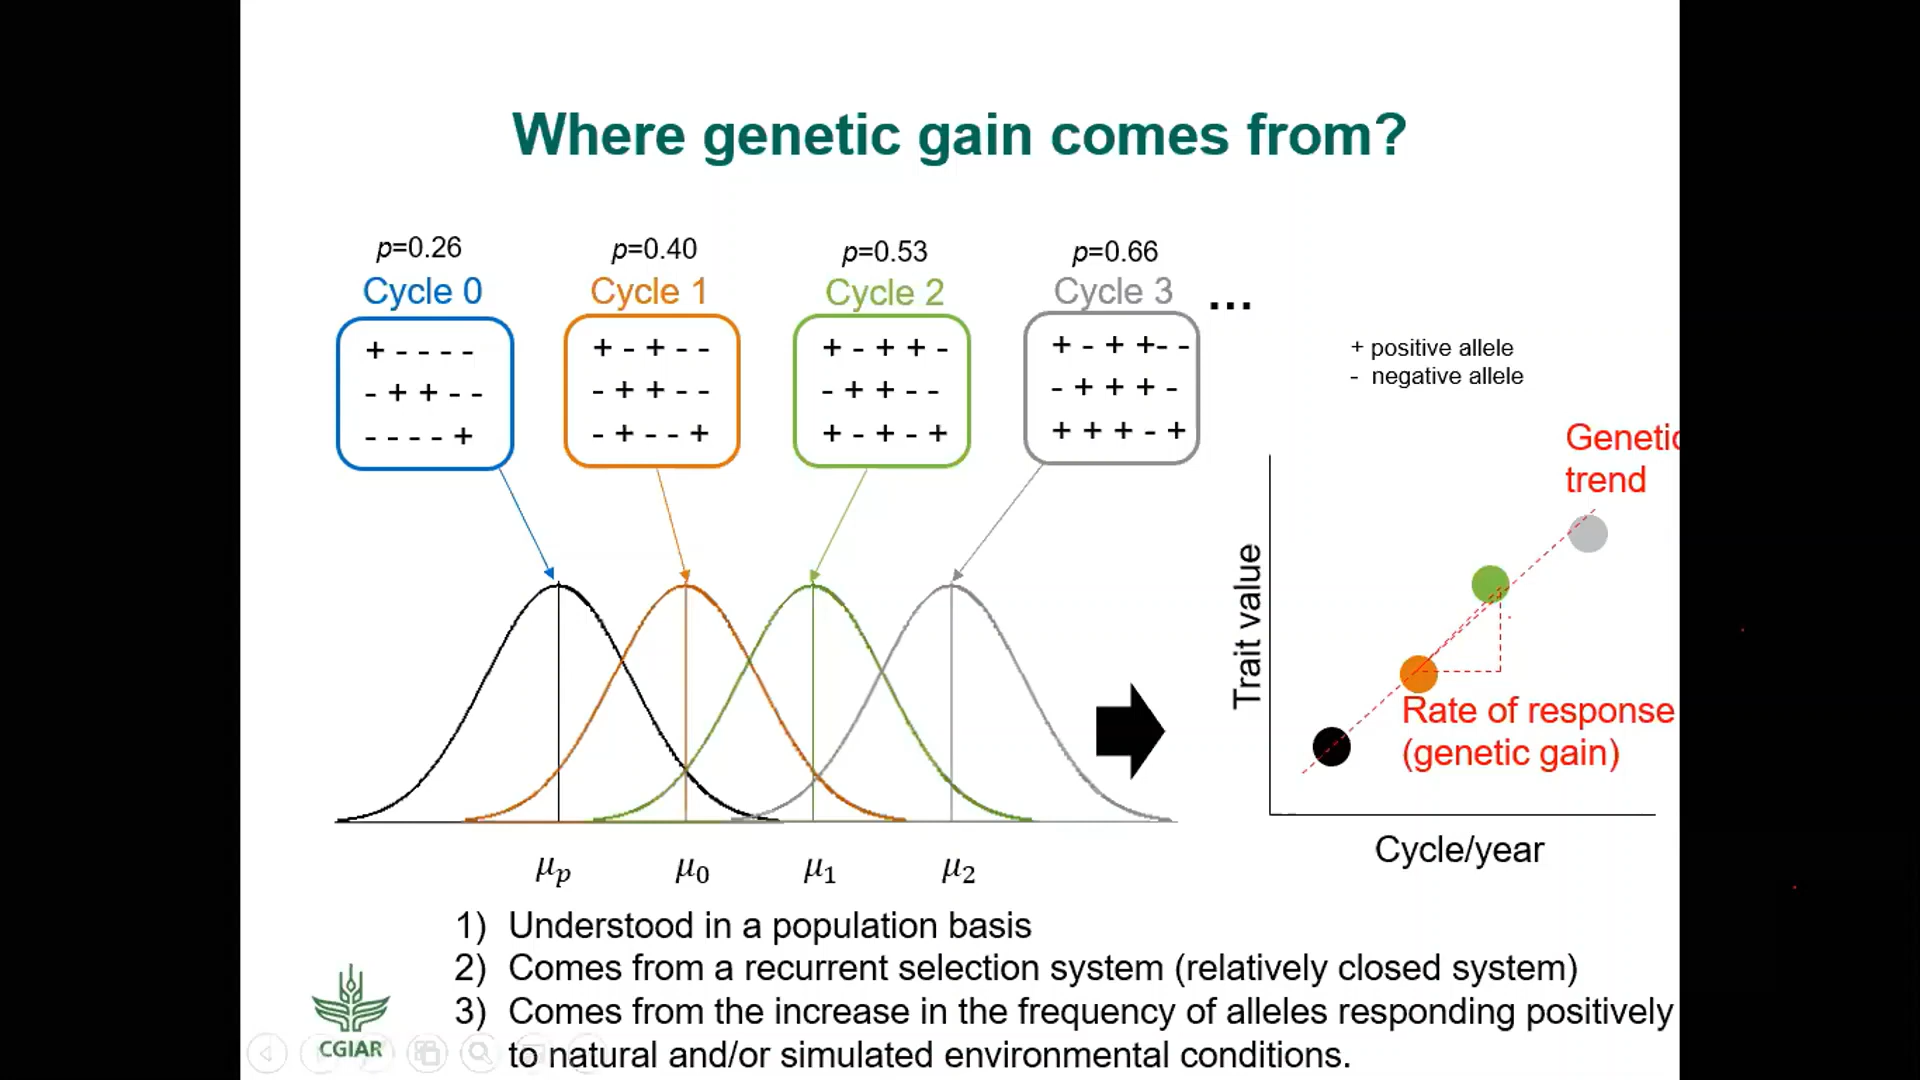 Where genetic gain comes from?
p=0.26
Cycle 0
+ - - - -
- + + - -
- - - - +
p=0.40
Cycle 1
+ - + - -
- + + - -
- + - - +
p=0.53
Cycle 2
+ - + + -
- + + - -
+ - + - +
p=0.66
Cycle 3
+ - + +- -
- + + + -
+ + + - +
...
+ positive allele
- negative allele
Genetic
trend
Trait value
Rate of response
(genetic gain)
Cycle/year
μp
μ0
μ1
μ2
1) Understood in a population basis
2) Comes from a recurrent selection system (relatively closed system)
3) Comes from the increase in the frequency of alleles responding positively
to natural and/or simulated environmental conditions.
CGIAR